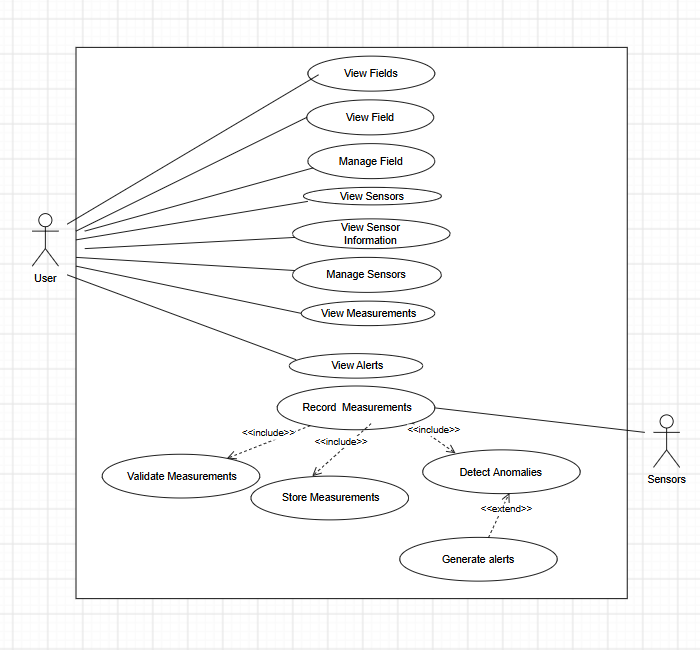 View Fields
View Field
Manage Field
View Sensors
View Sensor
Information
User
Manage Sensors
View Measurements
View Alerts
Record  Measurements
<<include>>
<<include>>
<<include>>
Validate Measurements
Store Measurements
Detect Anomalies
Sensors
<<extend>>
Generate alerts